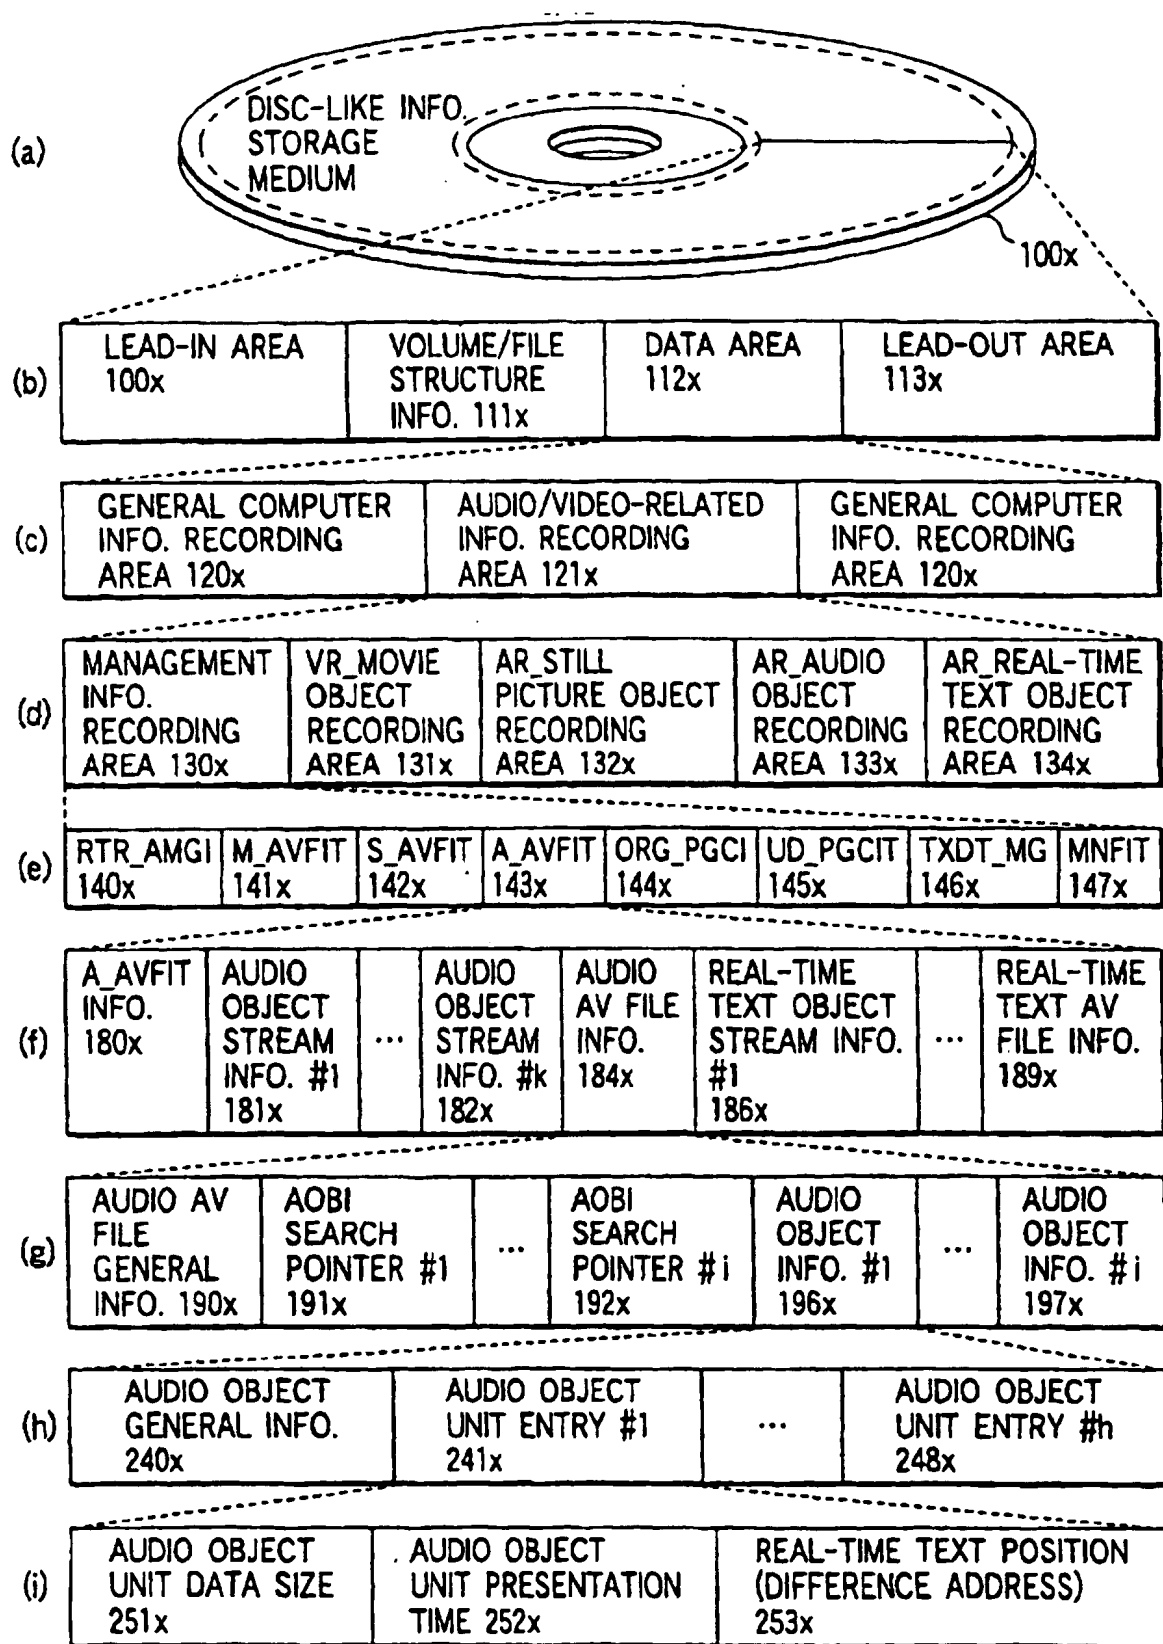 (a)
DISC-LIKE INFO.
STORAGE
MEDIUM
100x
(b)
LEAD-IN AREA
100x
VOLUME/FILE
STRUCTURE
INFO. 111x
DATA AREA
112x
LEAD-OUT AREA
113x
(c)
GENERAL COMPUTER
INFO. RECORDING
AREA 120x
AUDIO/VIDEO-RELATED
INFO. RECORDING
AREA 121x
GENERAL COMPUTER
INFO. RECORDING
AREA 120x
(d)
MANAGEMENT
INFO.
RECORDING
AREA 130x
VR_MOVIE
OBJECT
RECORDING
AREA 131x
AR_STILL
PICTURE OBJECT
RECORDING
AREA 132x
AR_AUDIO
OBJECT
RECORDING
AREA 133x
AR_REAL-TIME
TEXT OBJECT
RECORDING
AREA 134x
(e)
RTR_AMGI
140x
M_AVFIT
141x
S_AVFIT
142x
A_AVFIT
143x
ORG_PGCI
144x
UD_PGCIT
145x
TXDT_MG
146x
MNFIT
147x
(f)
A_AVFIT
INFO.
180x
AUDIO
OBJECT
STREAM
INFO. #1
181x
...
AUDIO
OBJECT
STREAM
INFO. #k
182x
AUDIO
AV FILE
INFO.
184x
REAL-TIME
TEXT OBJECT
STREAM INFO.
#1
186x
...
REAL-TIME
TEXT AV
FILE INFO.
189x
(g)
AUDIO AV
FILE
GENERAL
INFO. 190x
AOBI
SEARCH
POINTER #1
191x
...
AOBI
SEARCH
POINTER #i
192x
AUDIO
OBJECT
INFO. #1
196x
...
AUDIO
OBJECT
INFO. #i
197x
(h)
AUDIO OBJECT
GENERAL INFO.
240x
AUDIO OBJECT
UNIT ENTRY #1
241x
...
AUDIO OBJECT
UNIT ENTRY #h
248x
(i)
AUDIO OBJECT
UNIT DATA SIZE
251x
AUDIO OBJECT
UNIT PRESENTATION
TIME 252x
REAL-TIME TEXT POSITION
(DIFFERENCE ADDRESS)
253x